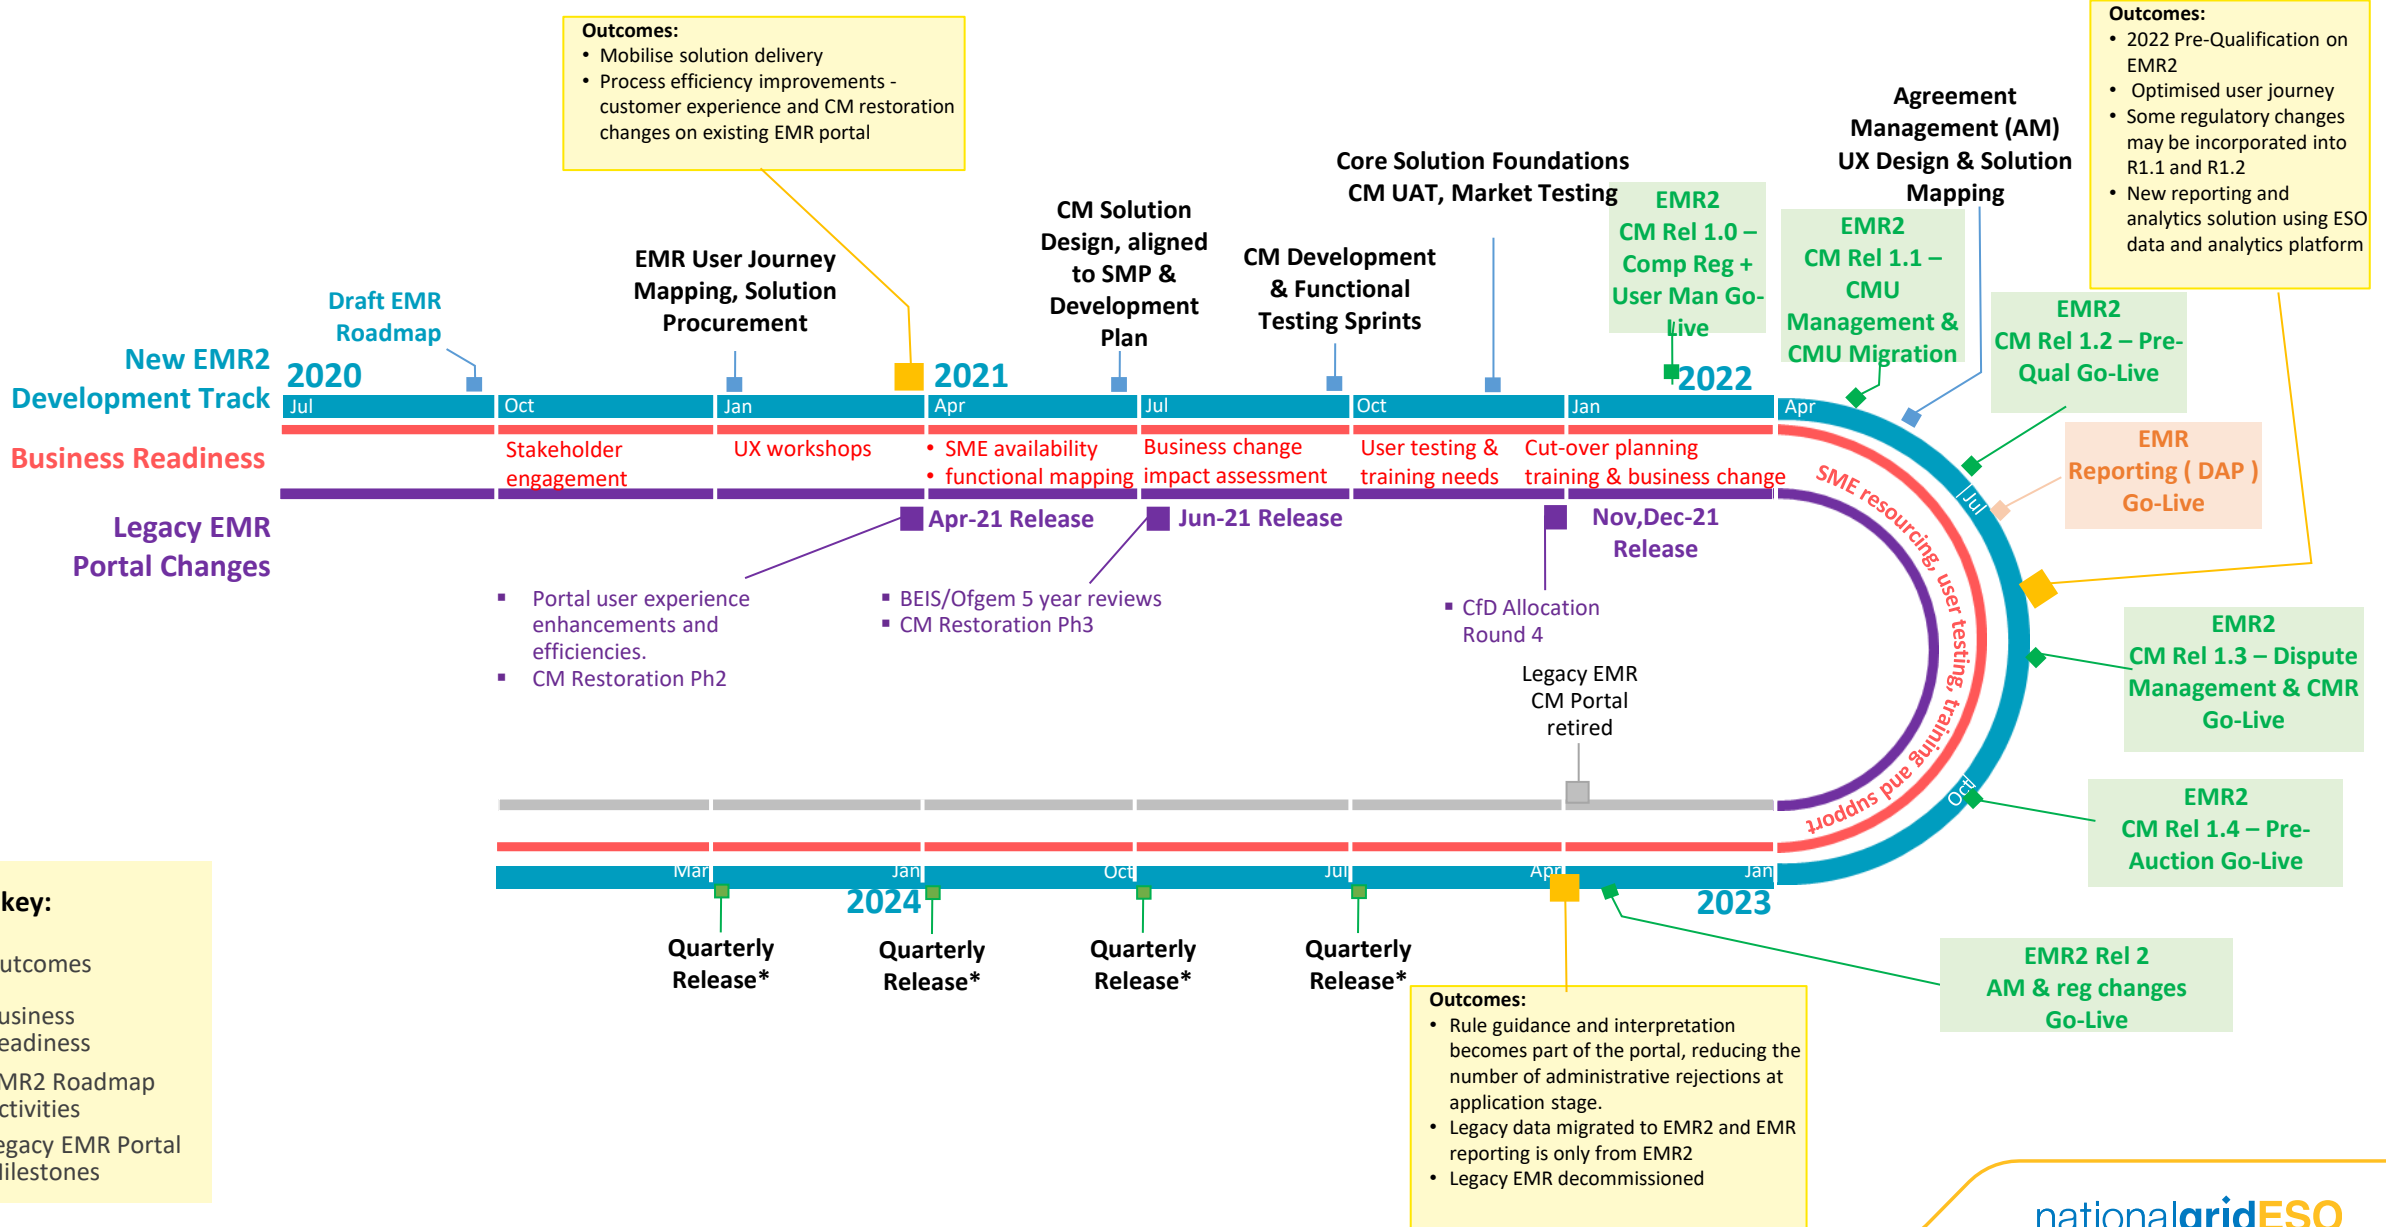 Outcomes:
• Mobilise solution delivery
• Process efficiency improvements -
customer experience and CM restoration
changes on existing EMR portal
Outcomes:
• 2022 Pre-Qualification on
EMR2
• Optimised user journey
• Some regulatory changes
may be incorporated into
R1.1 and R1.2
• New reporting and
analytics solution using ESO
data and analytics platform
Draft EMR
Roadmap
EMR User Journey
Mapping, Solution
Procurement
CM Solution
Design, aligned
to SMP &
Development
Plan
CM Development
& Functional
Testing Sprints
Core Solution Foundations
CM UAT, Market Testing
EMR2
CM Rel 1.0 –
Comp Reg +
User Man Go-
Live
EMR2
CM Rel 1.1 –
CMU
Management &
CMU Migration
Agreement
Management (AM)
UX Design & Solution
Mapping
EMR2
CM Rel 1.2 – Pre-
Qual Go-Live
New EMR2
Development Track
2020
2021
2022
Jul
Oct
Jan
Apr
Jul
Oct
Jan
Apr
Jul
Oct
Business Readiness
Stakeholder
engagement
UX workshops
• SME availability
• functional mapping
Business change
impact assessment
User testing &
training needs
Cut-over planning
training & business change
SME resourcing, user testing, training and support
EMR
Reporting ( DAP )
Go-Live
Legacy EMR
Portal Changes
Apr-21 Release
Jun-21 Release
Nov,Dec-21
Release
▪ Portal user experience
enhancements and
efficiencies.
▪ CM Restoration Ph2
▪ BEIS/Ofgem 5 year reviews
▪ CM Restoration Ph3
▪ CfD Allocation
Round 4
Legacy EMR
CM Portal
retired
EMR2
CM Rel 1.3 – Dispute
Management & CMR
Go-Live
EMR2
CM Rel 1.4 – Pre-
Auction Go-Live
Mar
Jan
Oct
Jul
Apr
Jan
2024
2023
Quarterly
Release*
Quarterly
Release*
Quarterly
Release*
Quarterly
Release*
EMR2 Rel 2
AM & reg changes
Go-Live
Outcomes:
• Rule guidance and interpretation
becomes part of the portal, reducing the
number of administrative rejections at
application stage.
• Legacy data migrated to EMR2 and EMR
reporting is only from EMR2
• Legacy EMR decommissioned
key:
utcomes
usiness
eadiness
MR2 Roadmap
ctivities
egacy EMR Portal
ilestones
nationalgridESO